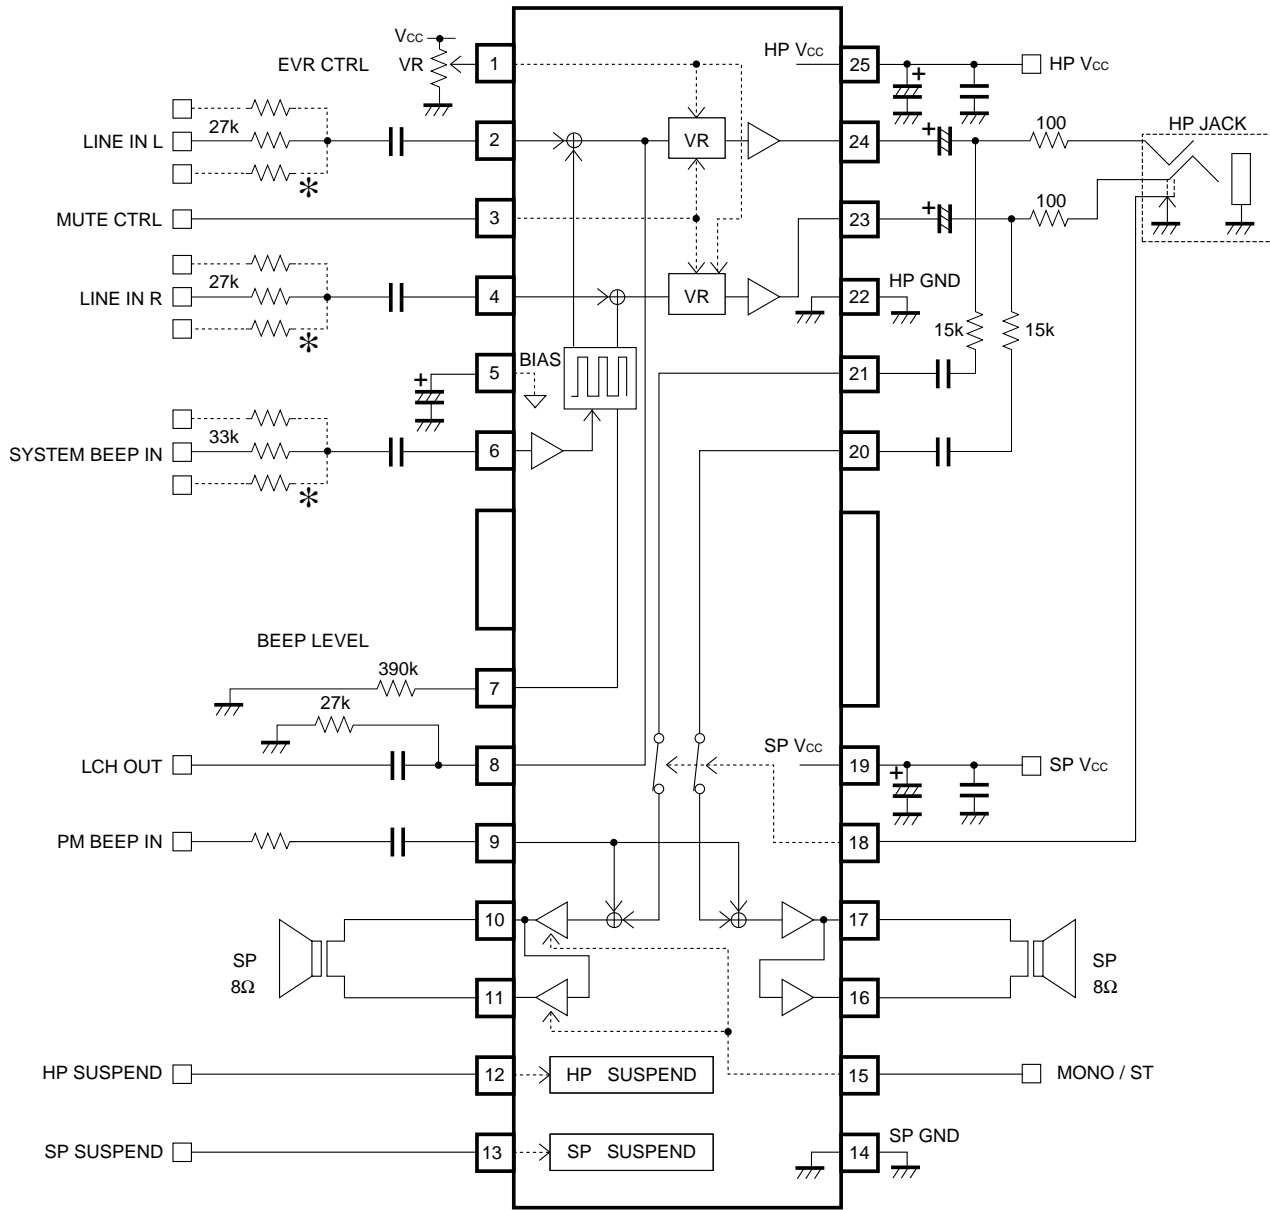 Vcc
EVR CTRL
VR
1
HP Vcc
25
+
HP Vcc
LINE IN L
27k
*
2
VR
24
+
100
HP JACK
MUTE CTRL
3
23
+
100
LINE IN R
27k
*
4
VR
22
HP GND
15k
15k
+
5
BIAS
21
SYSTEM BEEP IN
33k
*
6
20
BEEP LEVEL
390k
7
27k
LCH OUT
8
SP Vcc
19
+
SP Vcc
PM BEEP IN
9
18
10
17
SP
8Ω
SP
8Ω
11
16
HP SUSPEND
12
HP SUSPEND
15
MONO / ST
SP SUSPEND
13
SP SUSPEND
14
SP GND